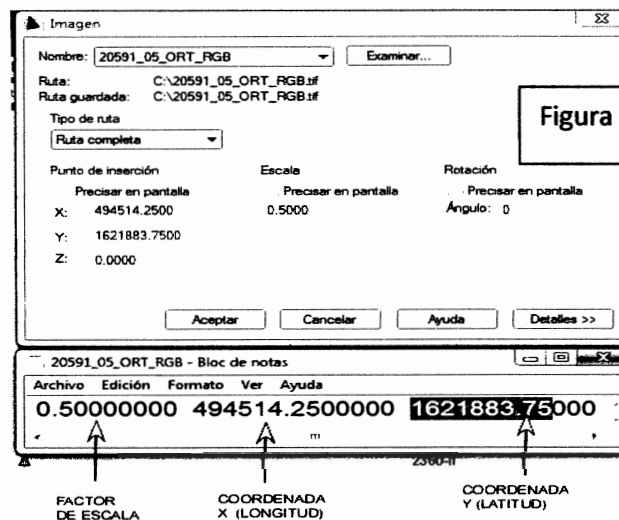 Imagen
Nombre: 20591_05_ORT_RGB Examinar...
Ruta: C:\20591_05_ORT_RGB.tif
Ruta guardada: C:\20591_05_ORT_RGB.tif
Tipo de ruta
Ruta completa
Figura
Punto de inserción Escala Rotación
Precisar en pantalla Precisar en pantalla Precisar en pantalla
X: 494514.2500 0.5000 Ángulo: 0
Y: 1621883.7500
Z: 0.0000
Aceptar Cancelar Ayuda Detalles >>
20591_05_ORT_RGB - Bloc de notas
Archivo Edición Formato Ver Ayuda
0.50000000 494514.2500000 1621883.75000
2360-II
FACTOR DE ESCALA
COORDENADA X (LONGITUD)
COORDENADA Y (LATITUD)